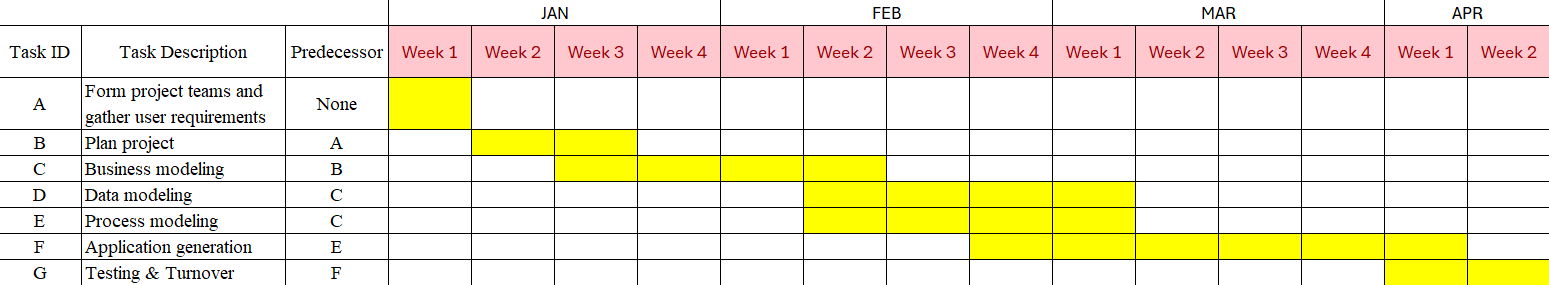 JAN FEB MAR APR
Task ID Task Description Predecessor Week 1 Week 2 Week 3 Week 4 Week 1 Week 2 Week 3 Week 4 Week 1 Week 2 Week 3 Week 4 Week 1 Week 2
A Form project teams and gather user requirements None
B Plan project A
C Business modeling B
D Data modeling C
E Process modeling C
F Application generation E
G Testing & Turnover F